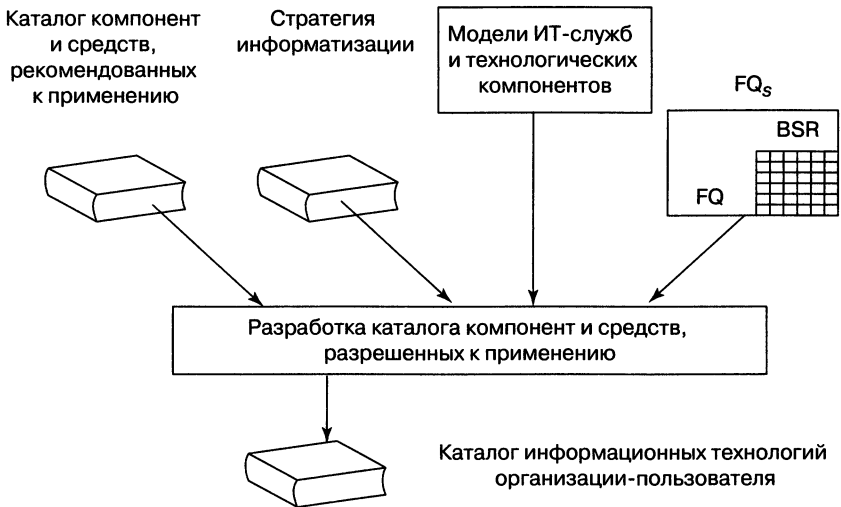 Каталог компонент
и средств,
рекомендованных
к применению
Стратегия
информатизации
Модели ИТ-служб
и технологических
компонентов
FQs
BSR
FQ
Разработка каталога компонент и средств,
разрешенных к применению
Каталог информационных технологий
организации-пользователя